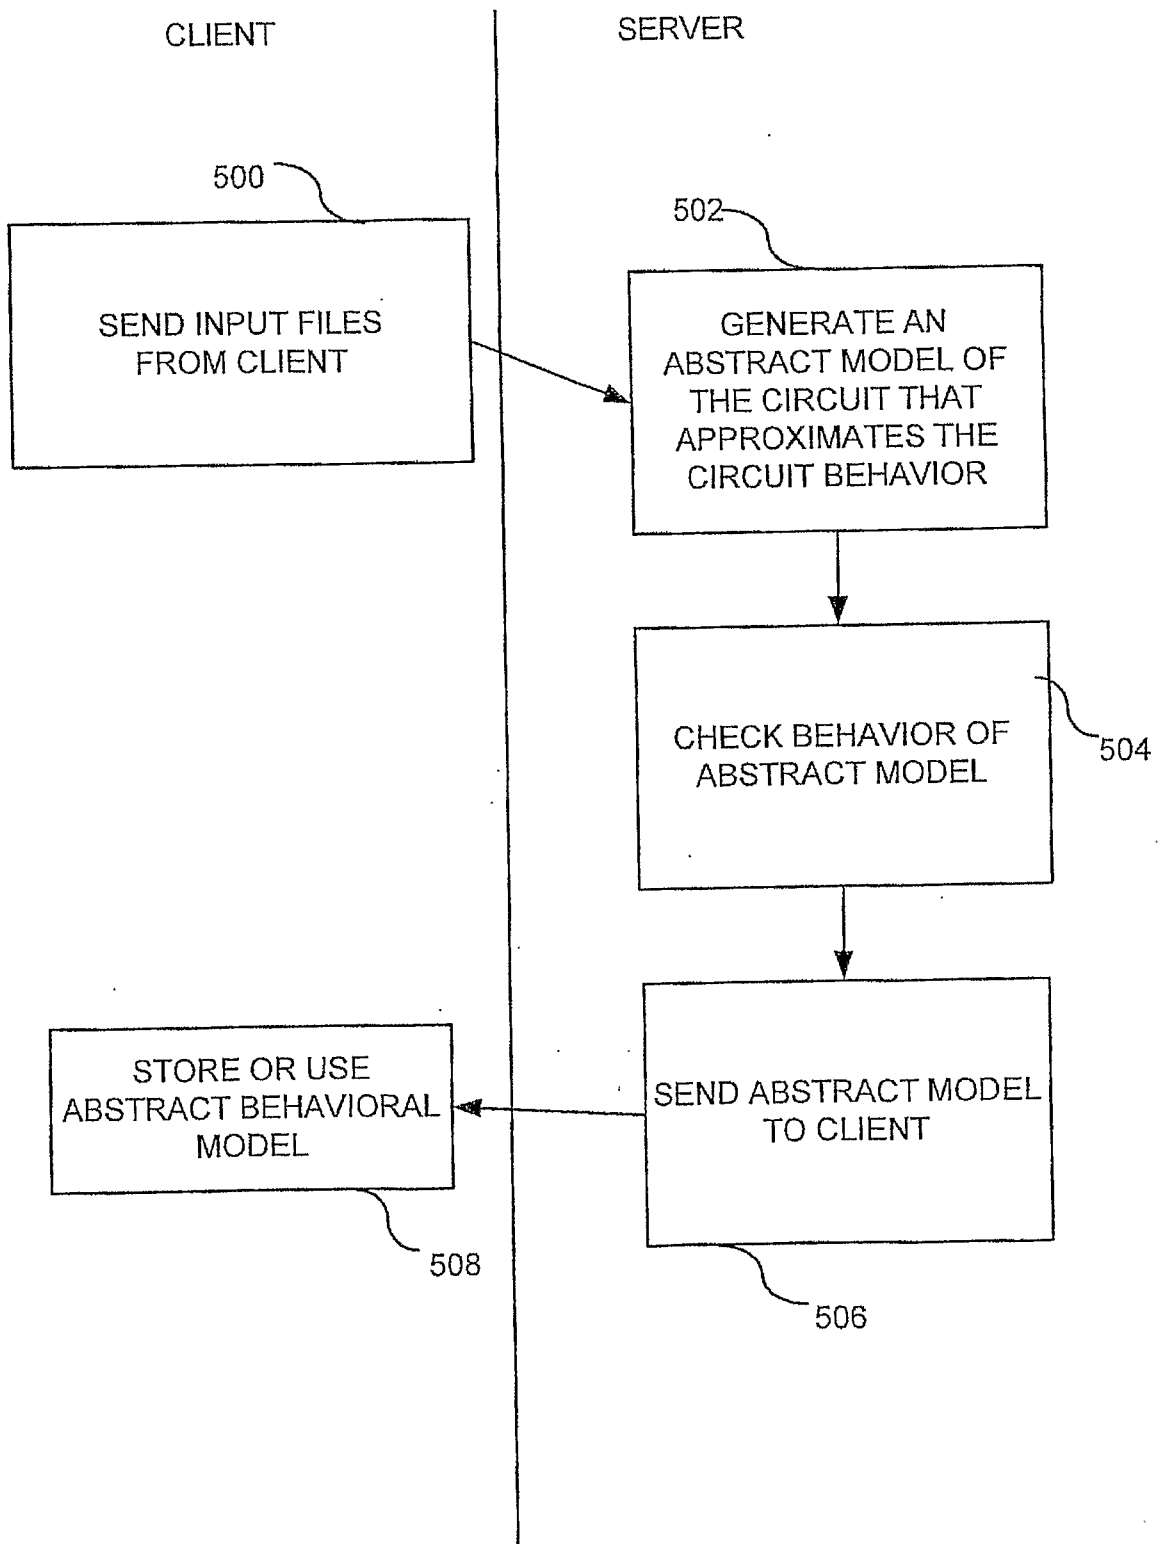 CLIENT
SERVER
500
502
SEND INPUT FILES
FROM CLIENT
GENERATE AN
ABSTRACT MODEL OF
THE CIRCUIT THAT
APPROXIMATES THE
CIRCUIT BEHAVIOR
CHECK BEHAVIOR OF
ABSTRACT MODEL
504
STORE OR USE
ABSTRACT BEHAVIORAL
MODEL
SEND ABSTRACT MODEL
TO CLIENT
508
506